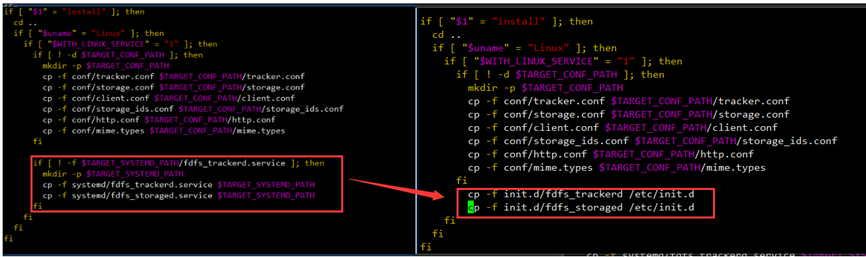 if [ "$1" = "install" ]; then
cd ..
if [ "$uname" = "Linux" ]; then
if [ "$WITH_LINUX_SERVICE" = "1" ]; then
if [ ! -d $TARGET_CONF_PATH ]; then
mkdir -p $TARGET_CONF_PATH
cp -f conf/tracker.conf $TARGET_CONF_PATH/tracker.conf
cp -f conf/storage.conf $TARGET_CONF_PATH/storage.conf
cp -f conf/client.conf $TARGET_CONF_PATH/client.conf
cp -f conf/storage_ids.conf $TARGET_CONF_PATH/storage_ids.conf
cp -f conf/http.conf $TARGET_CONF_PATH/http.conf
cp -f conf/mime.types $TARGET_CONF_PATH/mime.types
fi
if [ ! -f $TARGET_SYSTEMD_PATH/fdfs_trackerd.service ]; then
mkdir -p $TARGET_SYSTEMD_PATH
cp -f systemd/fdfs_trackerd.service $TARGET_SYSTEMD_PATH
cp -f systemd/fdfs_storaged.service $TARGET_SYSTEMD_PATH
fi
fi
fi
fi
if [ "$1" = "install" ]; then
cd ..
if [ "$uname" = "Linux" ]; then
if [ "$WITH_LINUX_SERVICE" = "1" ]; then
if [ ! -d $TARGET_CONF_PATH ]; then
mkdir -p $TARGET_CONF_PATH
cp -f conf/tracker.conf $TARGET_CONF_PATH/tracker.conf
cp -f conf/storage.conf $TARGET_CONF_PATH/storage.conf
cp -f conf/client.conf $TARGET_CONF_PATH/client.conf
cp -f conf/storage_ids.conf $TARGET_CONF_PATH/storage_ids.conf
cp -f conf/http.conf $TARGET_CONF_PATH/http.conf
cp -f conf/mime.types $TARGET_CONF_PATH/mime.types
fi
cp -f init.d/fdfs_trackerd /etc/init.d
cp -f init.d/fdfs_storaged /etc/init.d
fi
fi
fi